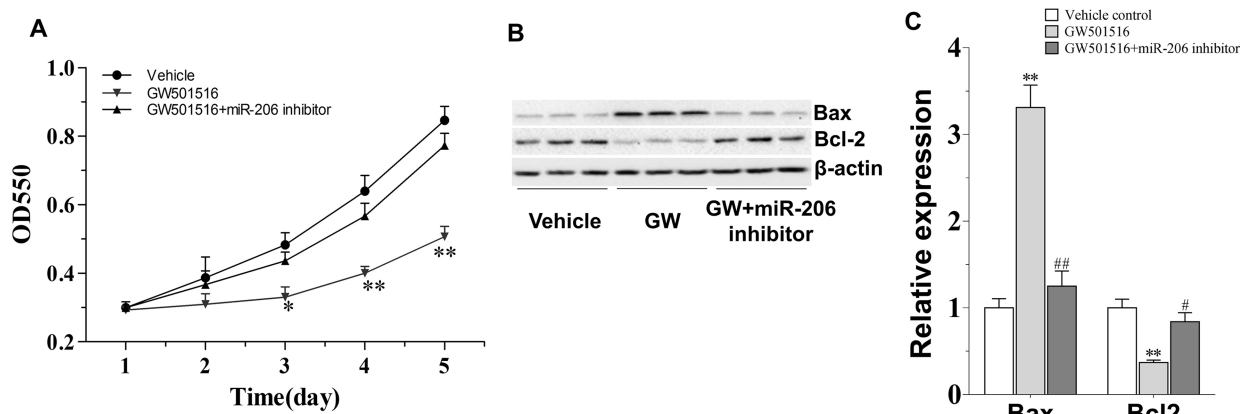 A
1.0
0.8
0.6
0.4
0.2
OD550
Vehicle
GW501516
GW501516+miR-206 inhibitor
*
**
**
1
2
3
4
5
Time(day)
B
Bax
Bcl-2
β-actin
Vehicle
GW
GW+miR-206
inhibitor
C
Vehicle control
GW501516
GW501516+miR-206 inhibitor
4
3
2
1
0
Relative expression
**
##
**
#
Bax
Bcl2